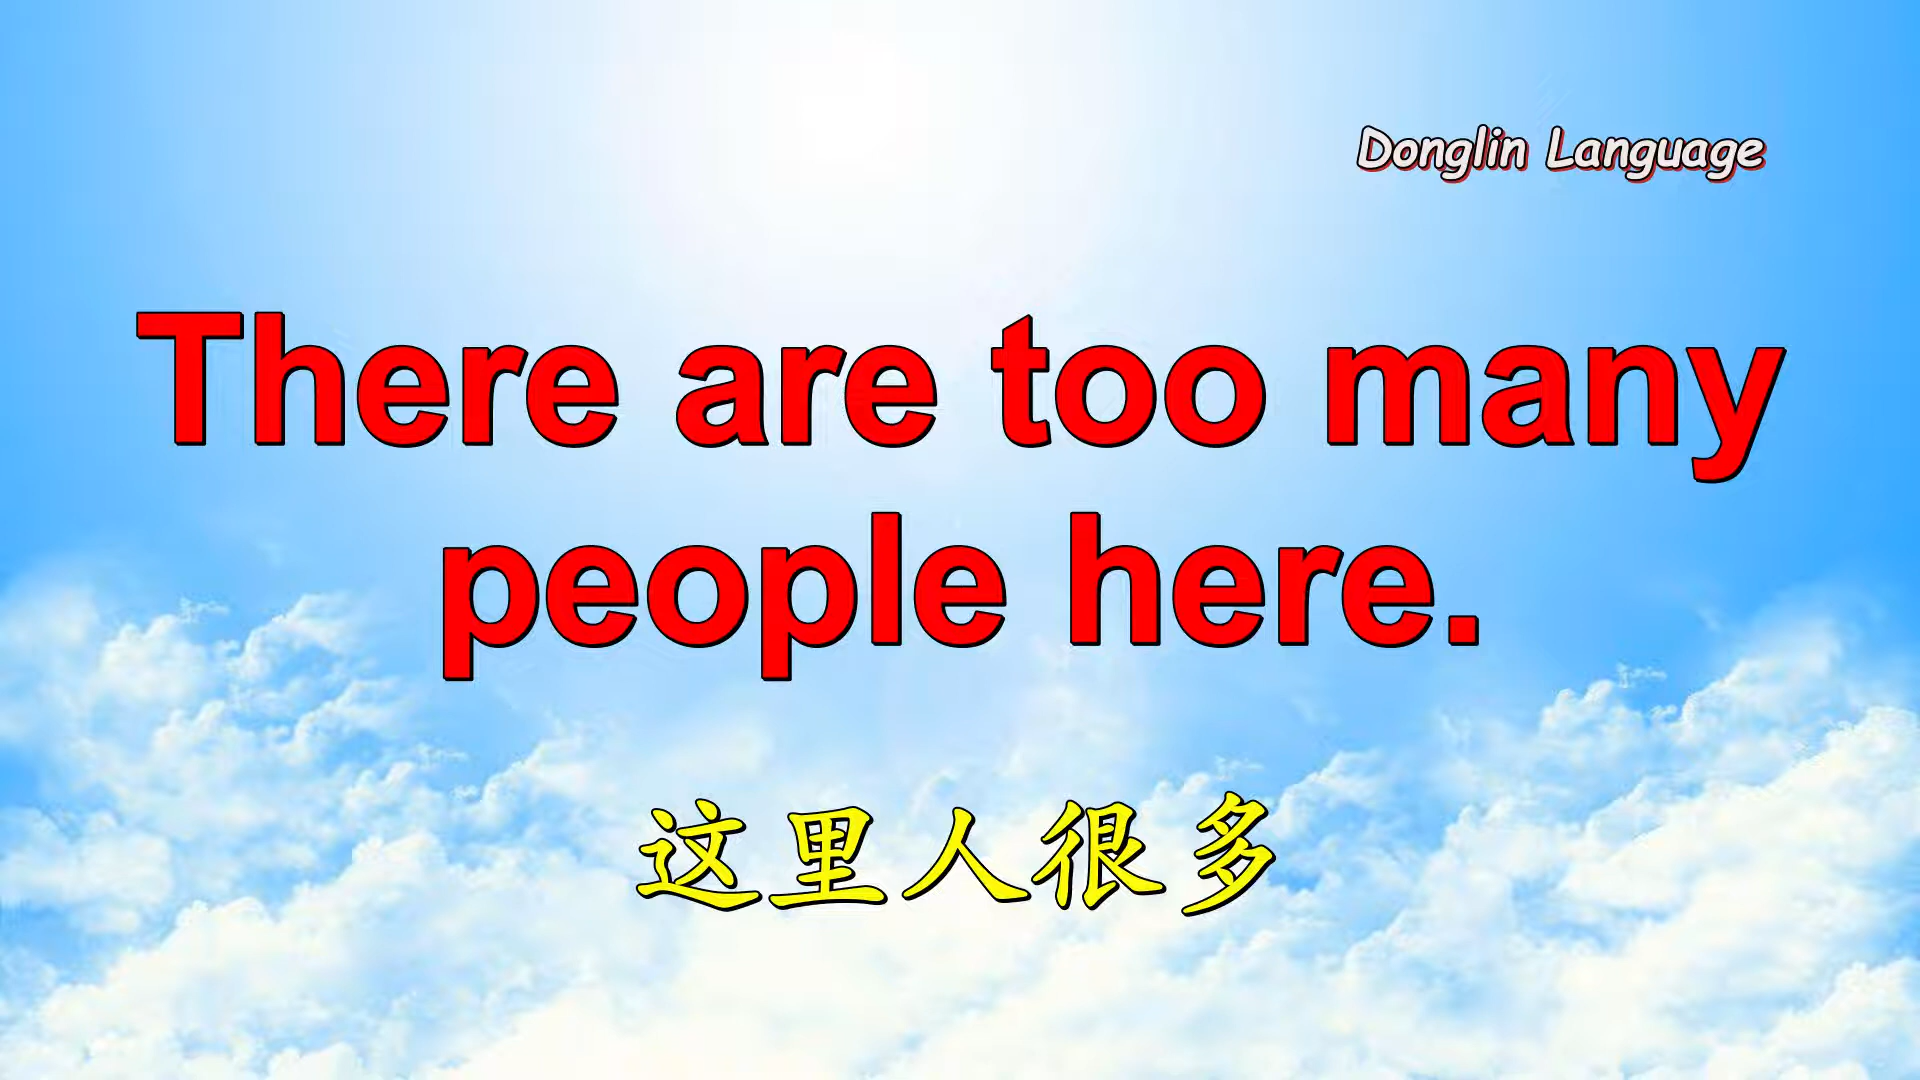 Donglin Language
There are too many
people here.
这里人很多